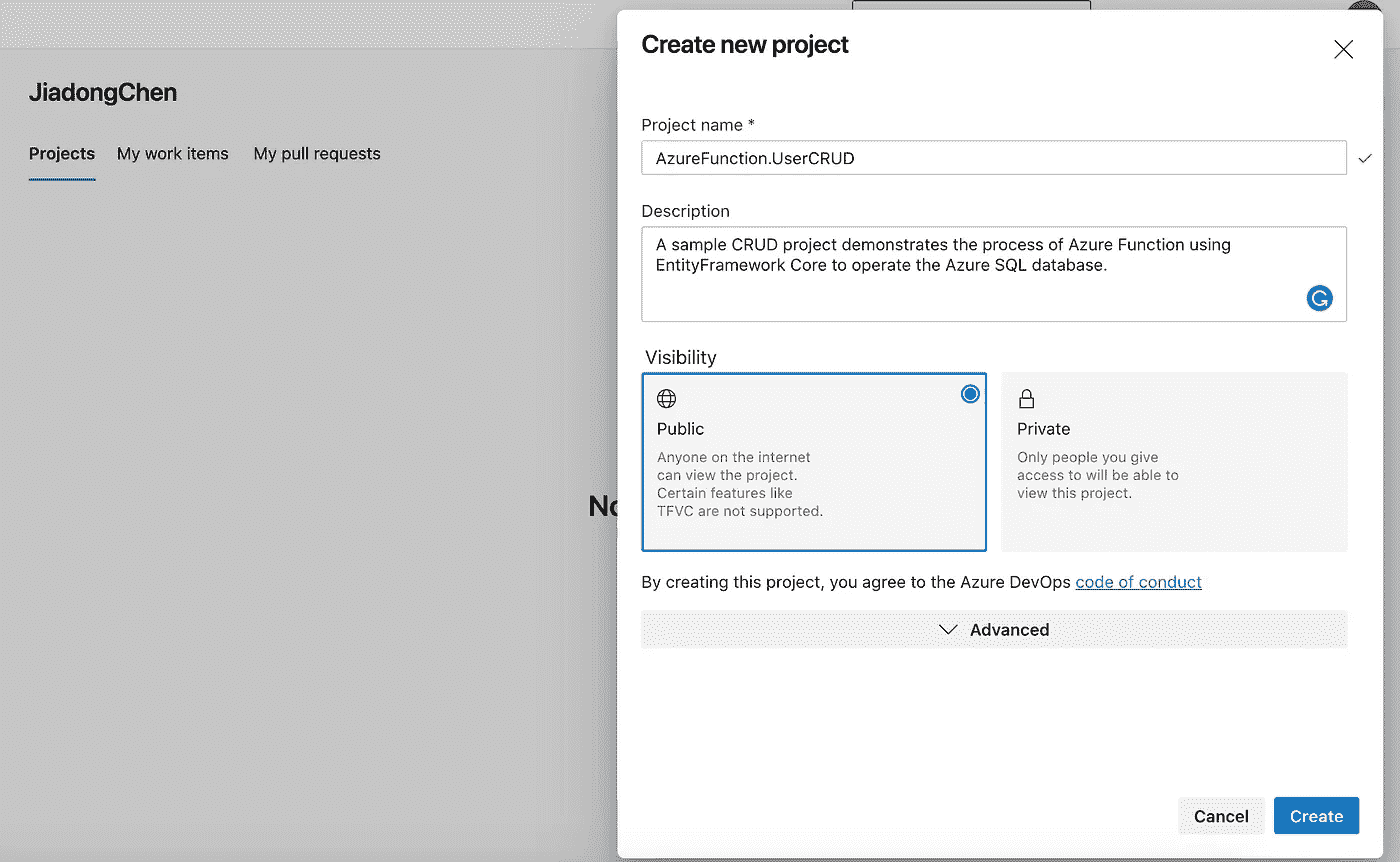 JiadongChen
Projects My work items My pull requests
Create new project
Project name *
AzureFunction.UserCRUD
Description
A sample CRUD project demonstrates the process of Azure Function using
EntityFramework Core to operate the Azure SQL database.
Visibility
Public
Anyone on the internet
can view the project.
Certain features like
TFVC are not supported.
Private
Only people you give
access to will be able to
view this project.
By creating this project, you agree to the Azure DevOps code of conduct
Advanced
Cancel Create